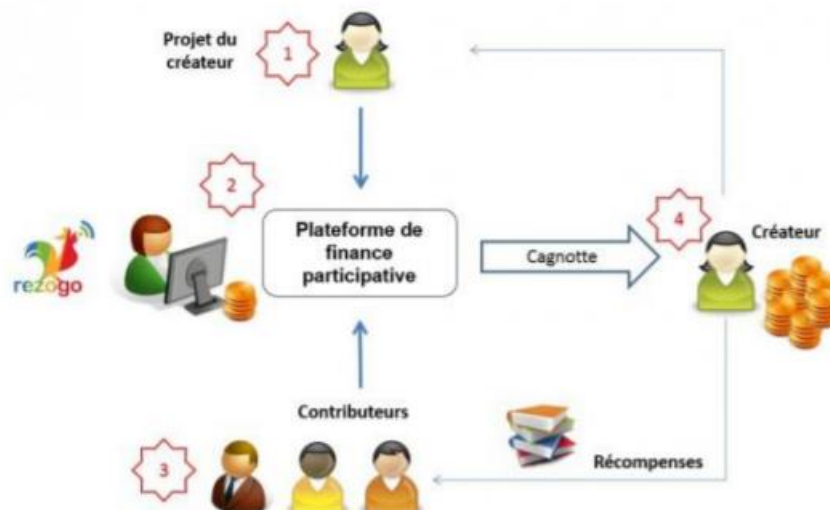 Projet du
créateur
1
2
rezogo
Plateforme de
finance
participative
Cagnotte
4
Créateur
Contributeurs
3
Récompenses